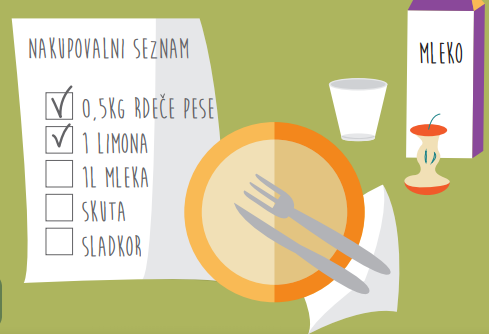 NAKUPOVALNI SEZNAM
0,5KG RDEČE PESE
1 LIMONA
1L MLEKA
SKUTA
SLADKOR
MLEKO